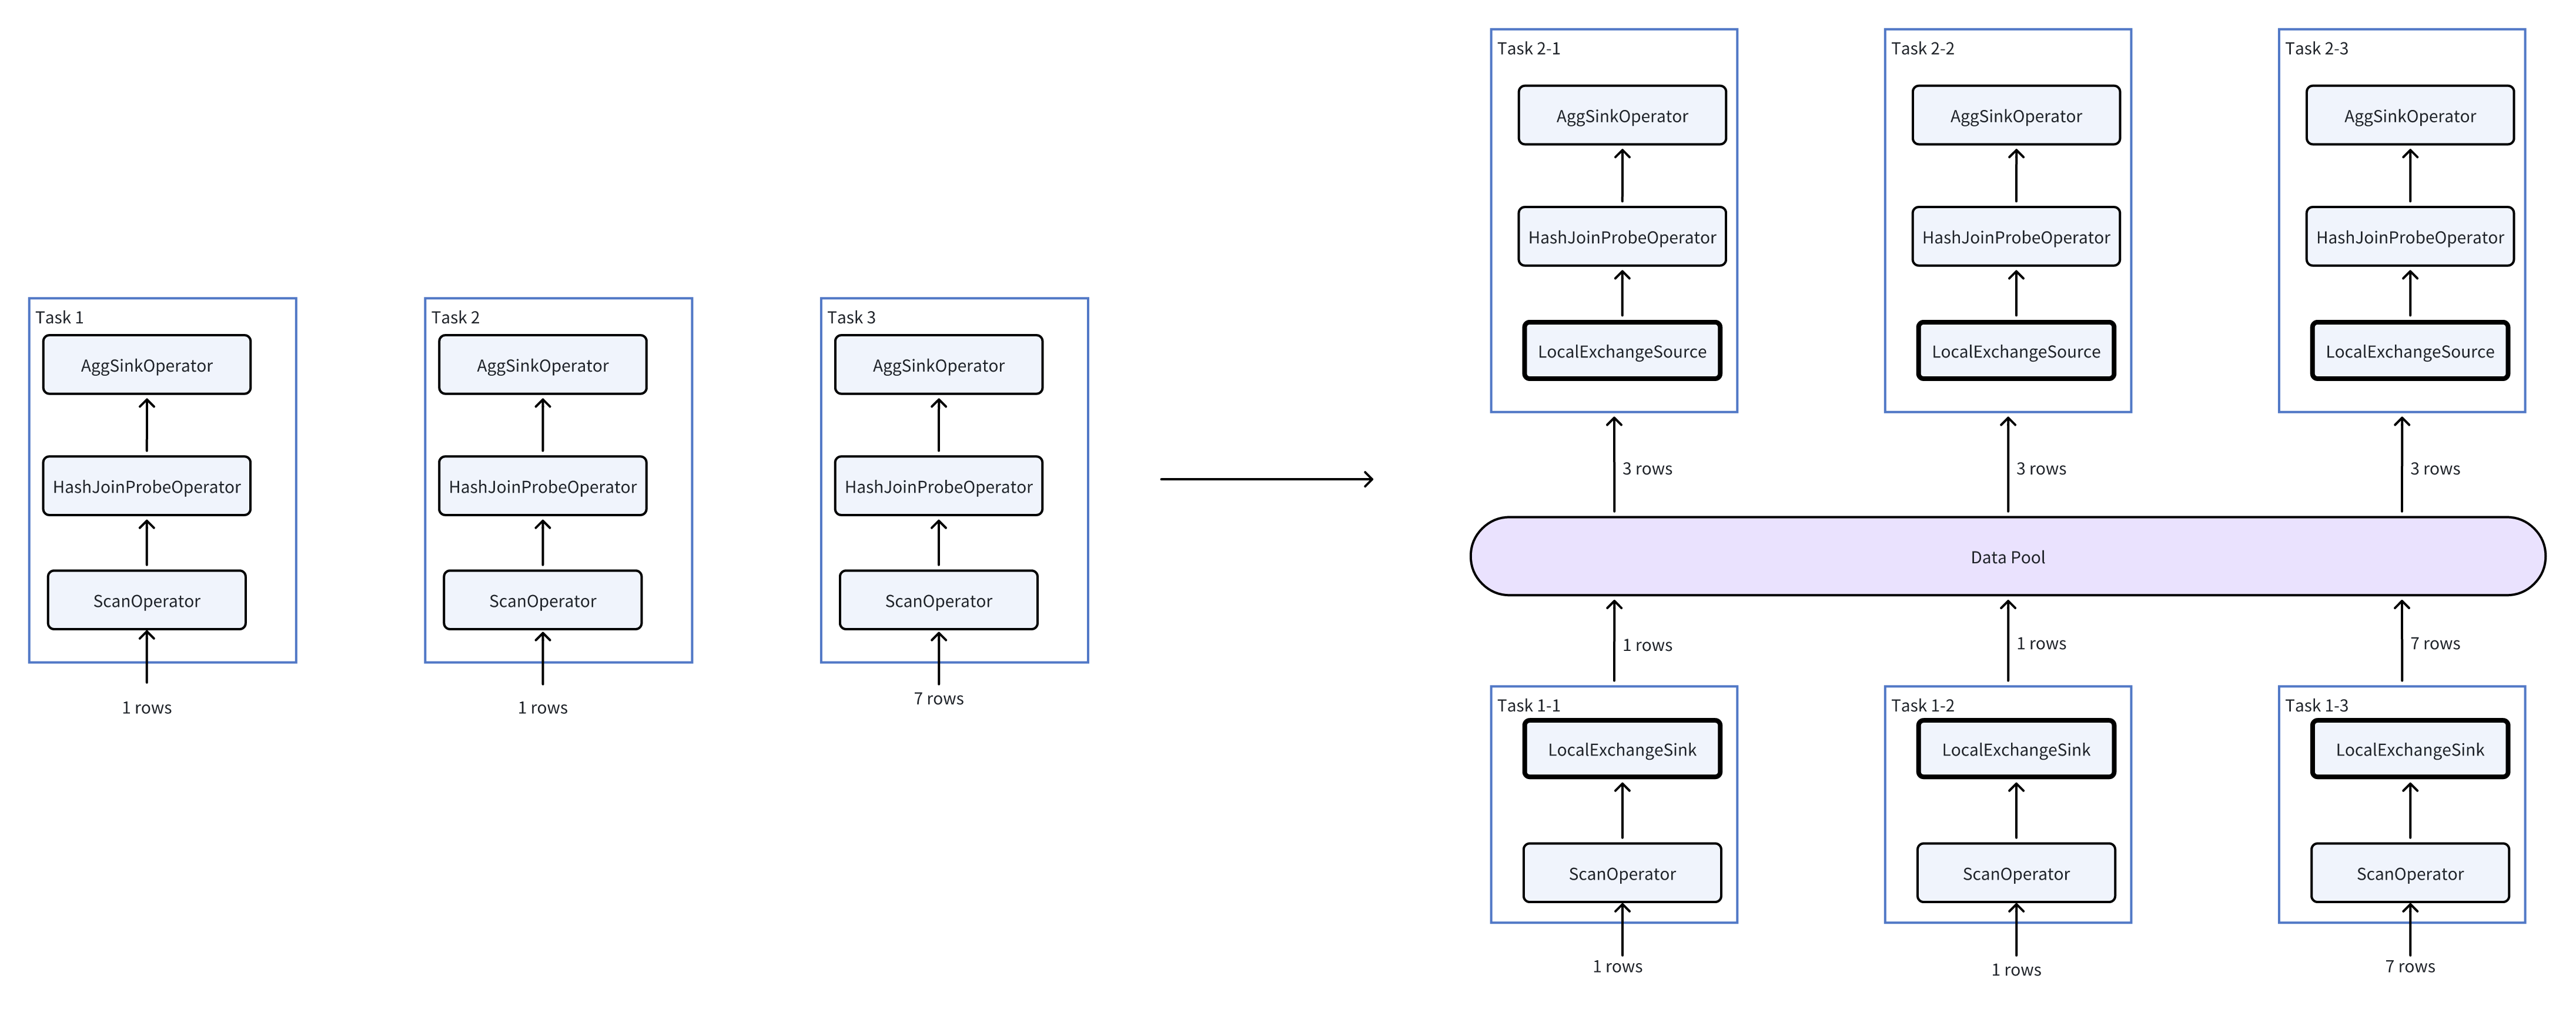 Task 1
AggSinkOperator
HashJoinProbeOperator
ScanOperator
1 rows
Task 2
AggSinkOperator
HashJoinProbeOperator
ScanOperator
1 rows
Task 3
AggSinkOperator
HashJoinProbeOperator
ScanOperator
7 rows
Task 2-1
AggSinkOperator
HashJoinProbeOperator
LocalExchangeSource
3 rows
Task 2-2
AggSinkOperator
HashJoinProbeOperator
LocalExchangeSource
3 rows
Task 2-3
AggSinkOperator
HashJoinProbeOperator
LocalExchangeSource
3 rows
Data Pool
1 rows
Task 1-1
LocalExchangeSink
ScanOperator
1 rows
1 rows
Task 1-2
LocalExchangeSink
ScanOperator
1 rows
7 rows
Task 1-3
LocalExchangeSink
ScanOperator
7 rows